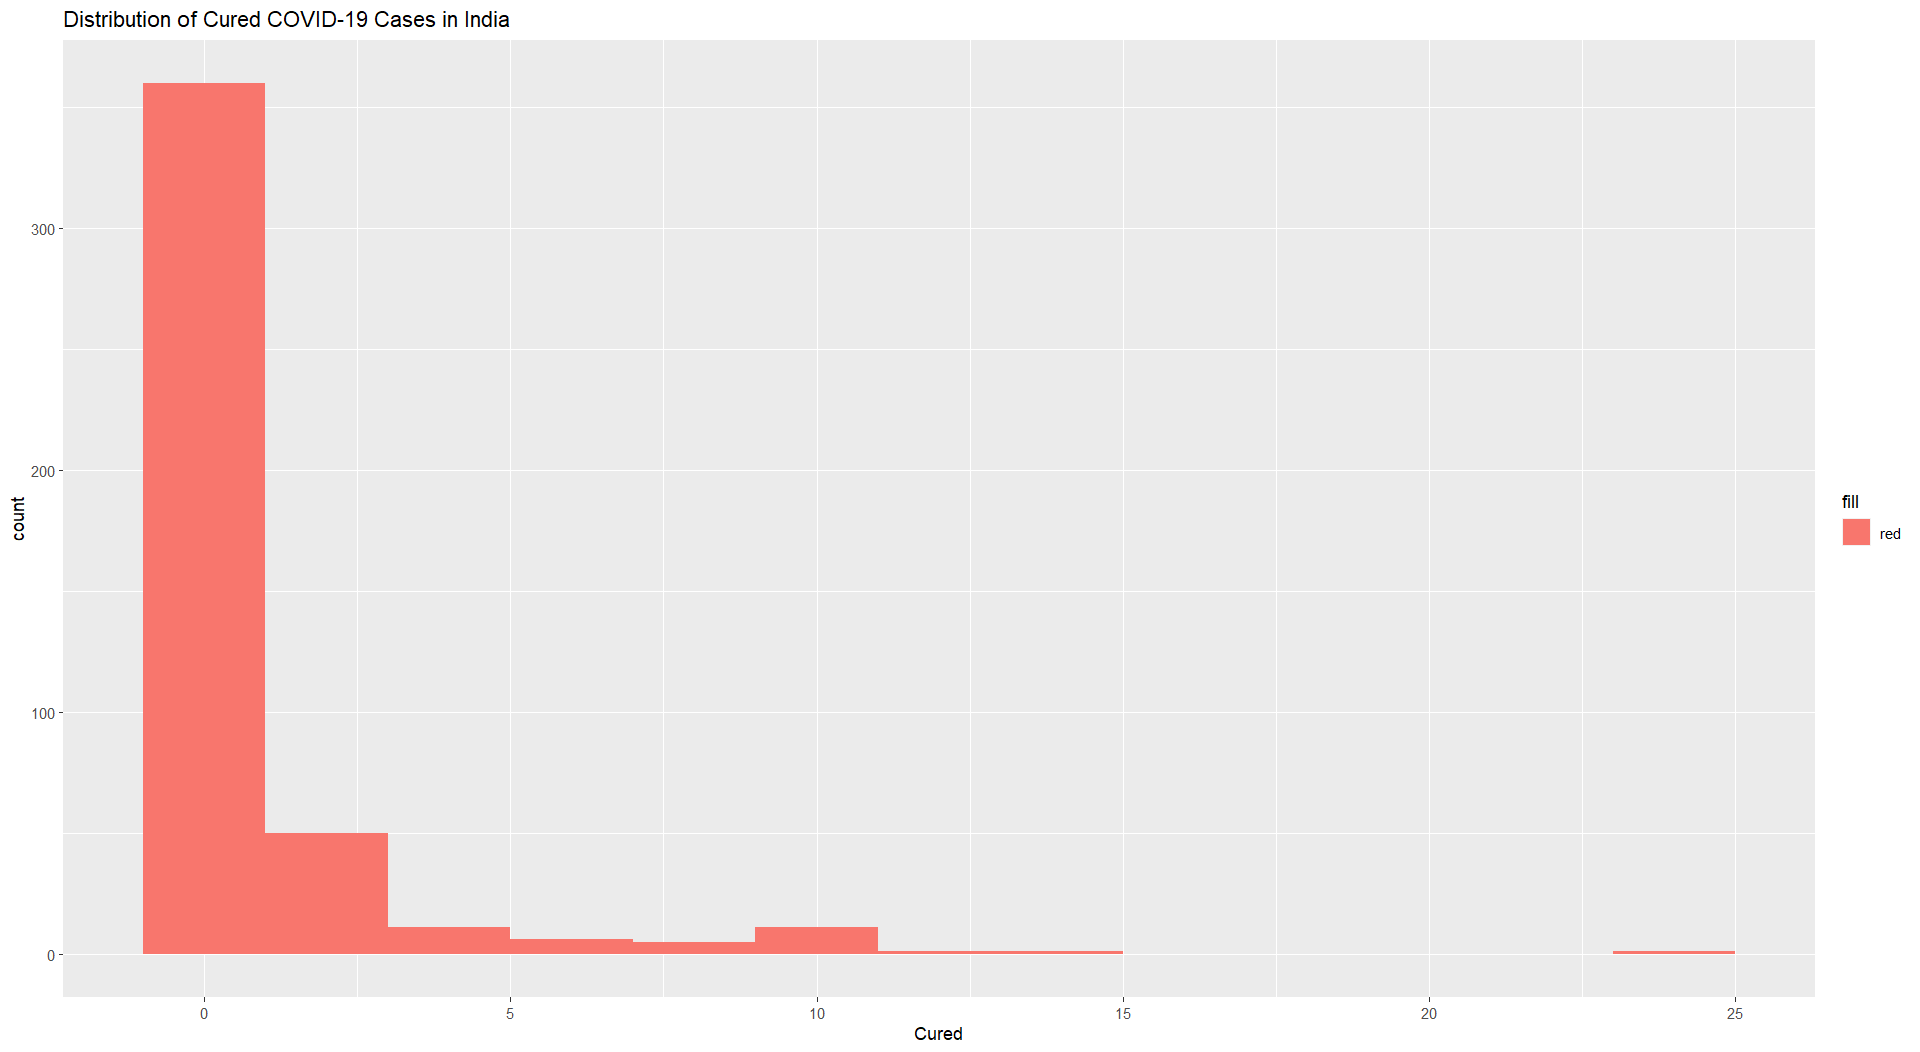 Distribution of Cured COVID-19 Cases in India
300
200
100
0
count
0 5 10 15 20 25
Cured
fill
red